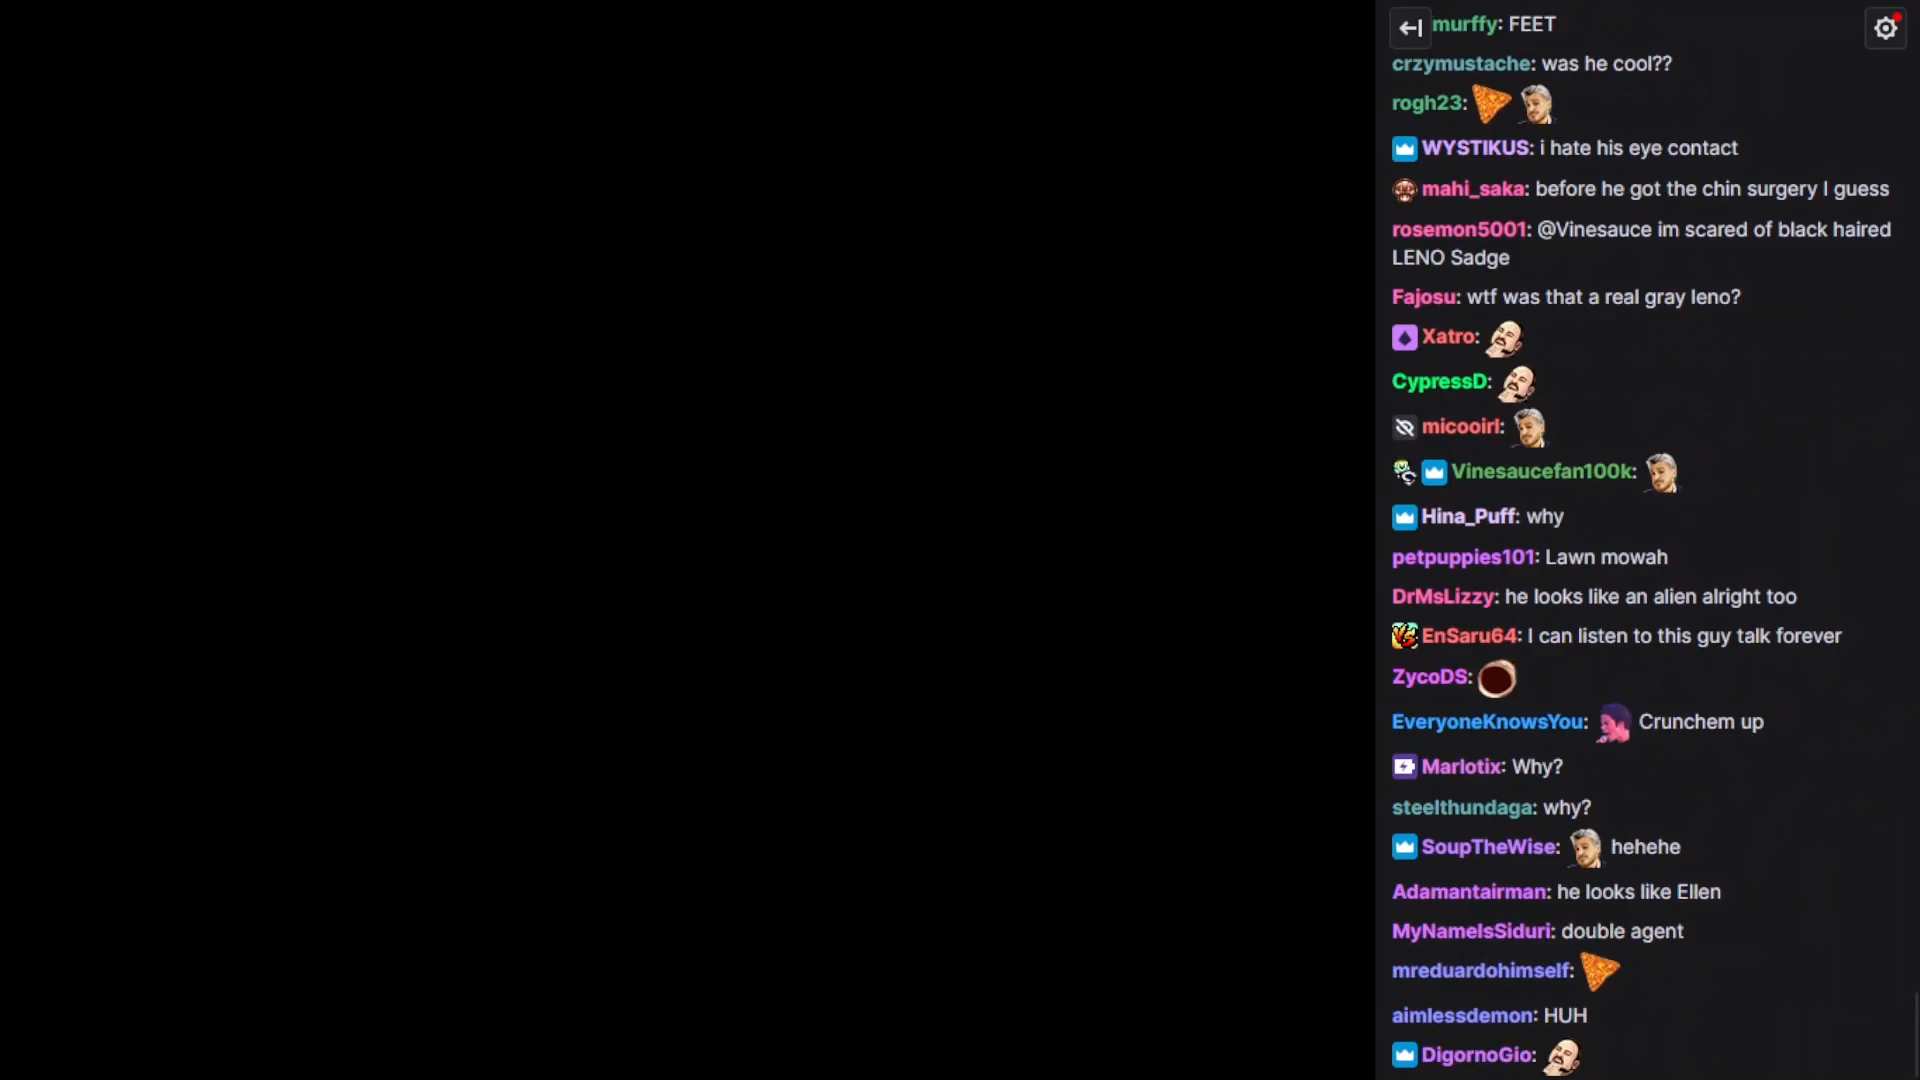 murffy: FEET
crzymustache: was he cool??
rogh23:
WYSTIKUS: i hate his eye contact
mahi_saka: before he got the chin surgery I guess
rosemon5001: @Vinesauce im scared of black haired
LENO Sadge
Fajosu: wtf was that a real gray leno?
Xatro:
CypressD:
micooirl:
Vinesaucefan100k:
Hina_Puff: why
petpuppies101: Lawn mowah
DrMsLizzy: he looks like an alien alright too
EnSaru64: I can listen to this guy talk forever
ZycoDS:
EveryoneKnowsYou: Crunchem up
Marlotix: Why?
steelthundaga: why?
SoupTheWise: hehehe
Adamantairman: he looks like Ellen
MyNameIsSiduri: double agent
mreduardohimself:
aimlessdemon: HUH
DigornoGio: